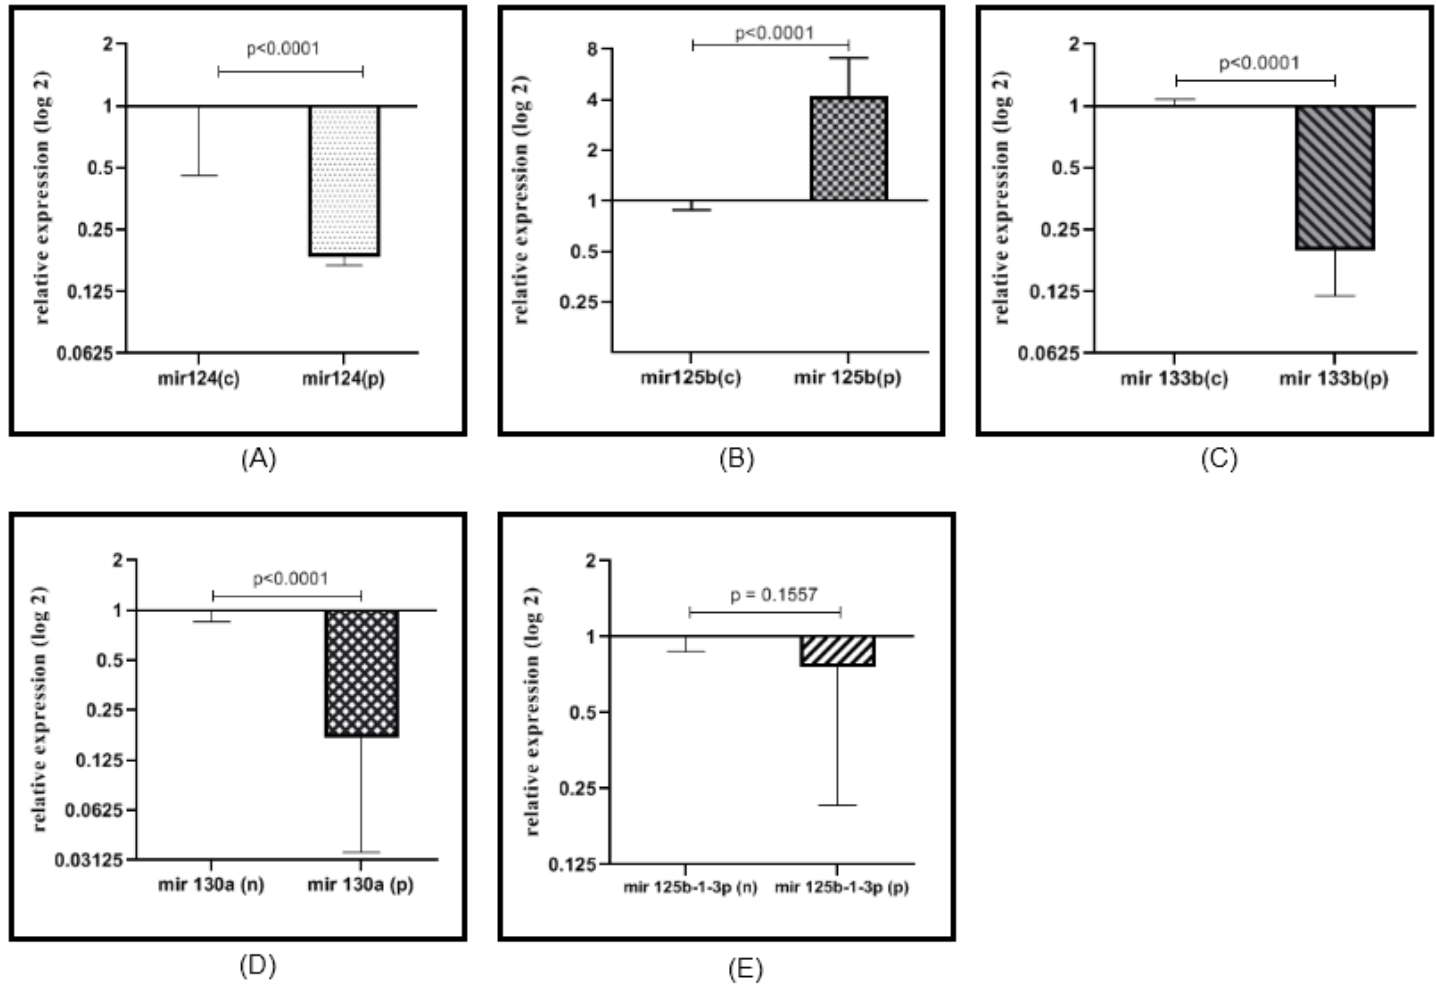 p<0.0001
relative expression (log 2)
2
1
0.5
0.25
0.125
0.0625
mir124(c) mir124(p)
(A)
p<0.0001
relative expression (log 2)
8
4
2
1
0.5
0.25
mir125b(c) mir 125b(p)
(B)
p<0.0001
relative expression (log 2)
2
1
0.5
0.25
0.125
0.0625
mir 133b(c) mir 133b(p)
(C)
p<0.0001
relative expression (log 2)
2
1
0.5
0.25
0.125
0.0625
0.03125
mir 130a (n) mir 130a (p)
(D)
p = 0.1557
relative expression (log 2)
2
1
0.5
0.25
0.125
mir 125b-1-3p (n) mir 125b-1-3p (p)
(E)